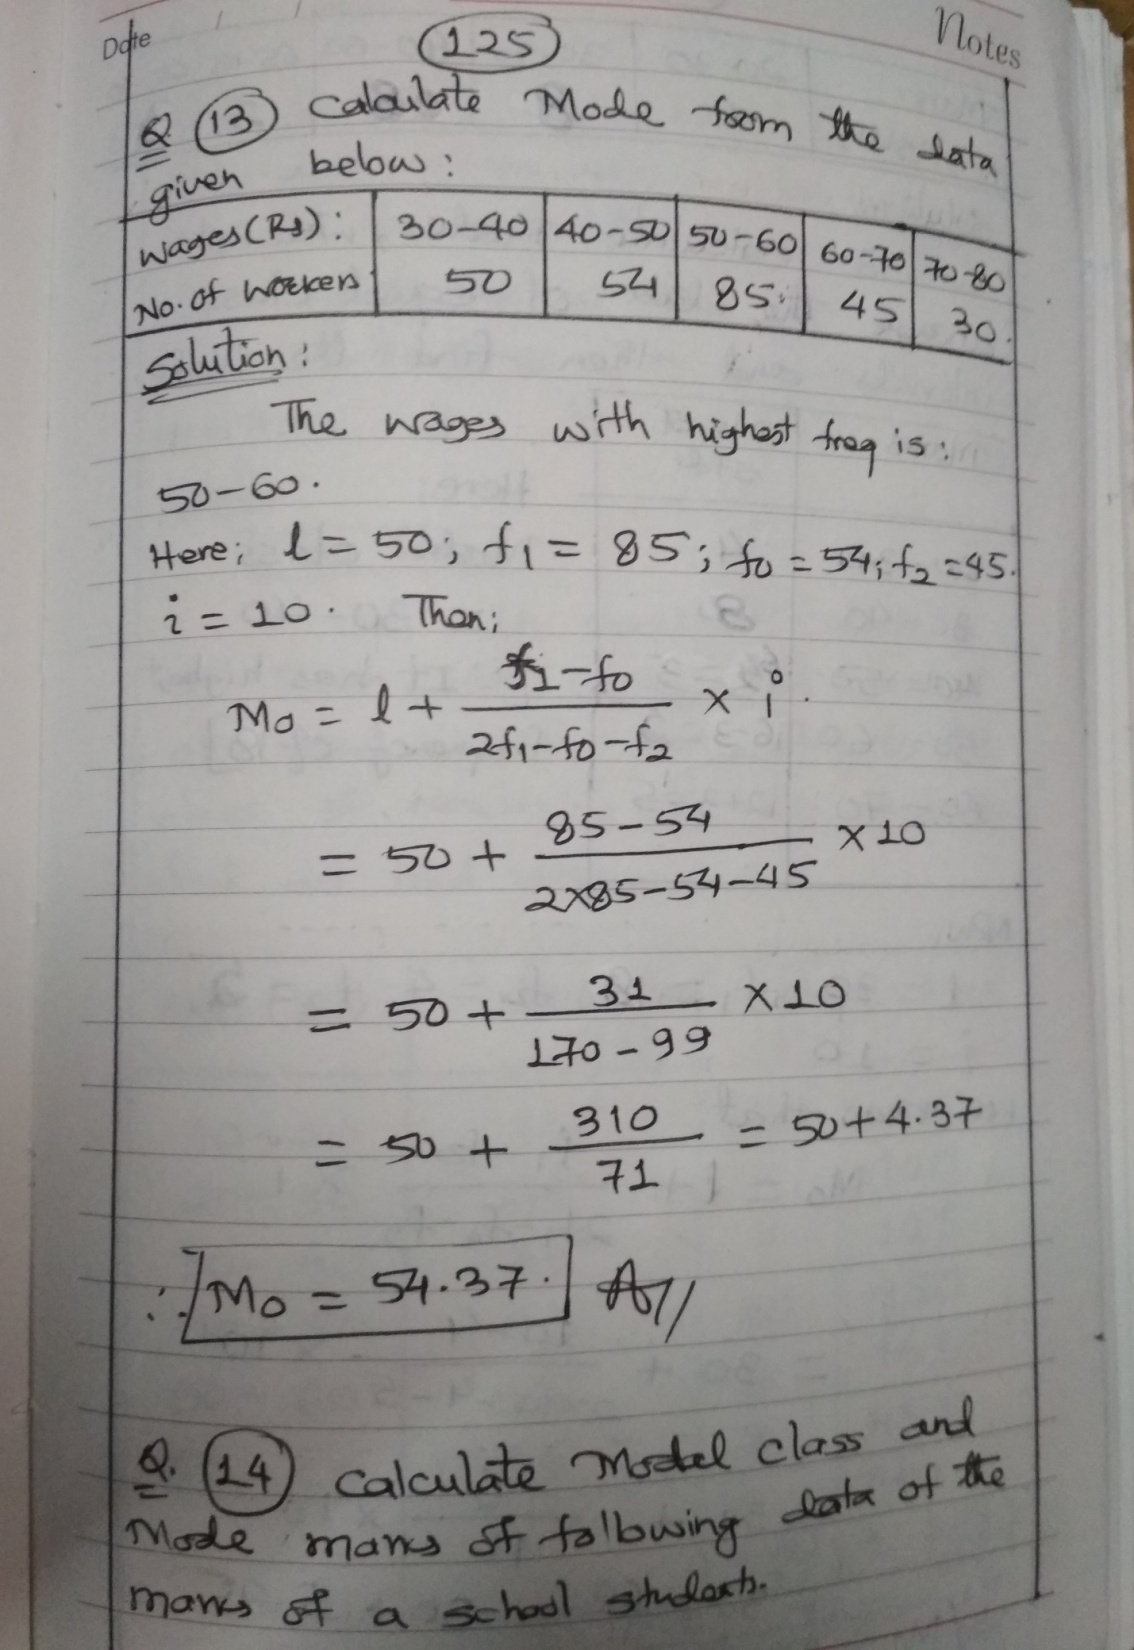 Date
125
Notes
Q 13 Calculate Mode from the data
given below:
Wages(Rs): 30-40 40-50 50-60 60-70 70-80
No. of workers 50 54 85 45 30.
Solution:
The wages with highest freq is:
50-60.
Here; l = 50; f1 = 85; f0 = 54; f2 = 45.
i = 10. Then;
Mo = l + f1-f0 / 2f1-f0-f2 × i.
= 50 + 85-54 / 2×85-54-45 × 10
= 50 + 31 / 170-99 × 10
= 50 + 310 / 71 = 50 + 4.37
∴ Mo = 54.37.
Q. 14 Calculate Model class and
Mode marks of following data of the
marks of a school students.